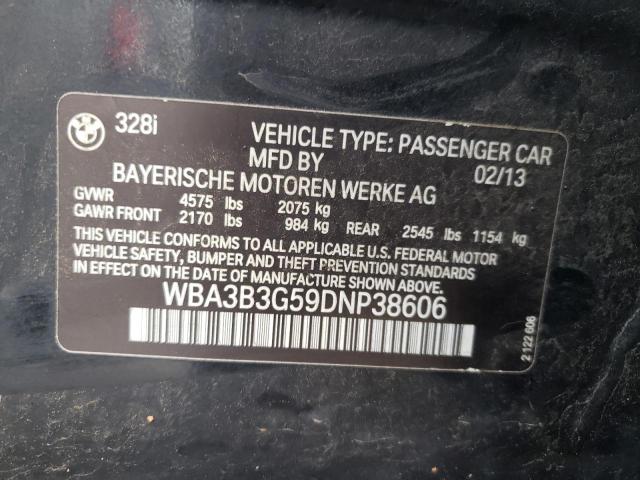 BMW
328i
VEHICLE TYPE: PASSENGER CAR
MFD BY 02/13
BAYERISCHE MOTOREN WERKE AG
GVWR 4575 lbs 2075 kg
GAWR FRONT 2170 lbs 984 kg REAR 2545 lbs 1154 kg
THIS VEHICLE CONFORMS TO ALL APPLICABLE U.S. FEDERAL MOTOR
VEHICLE SAFETY, BUMPER AND THEFT PREVENTION STANDARDS
IN EFFECT ON THE DATE OF MANUFACTURE SHOWN ABOVE.
WBA3B3G59DNP38606
2 122 606